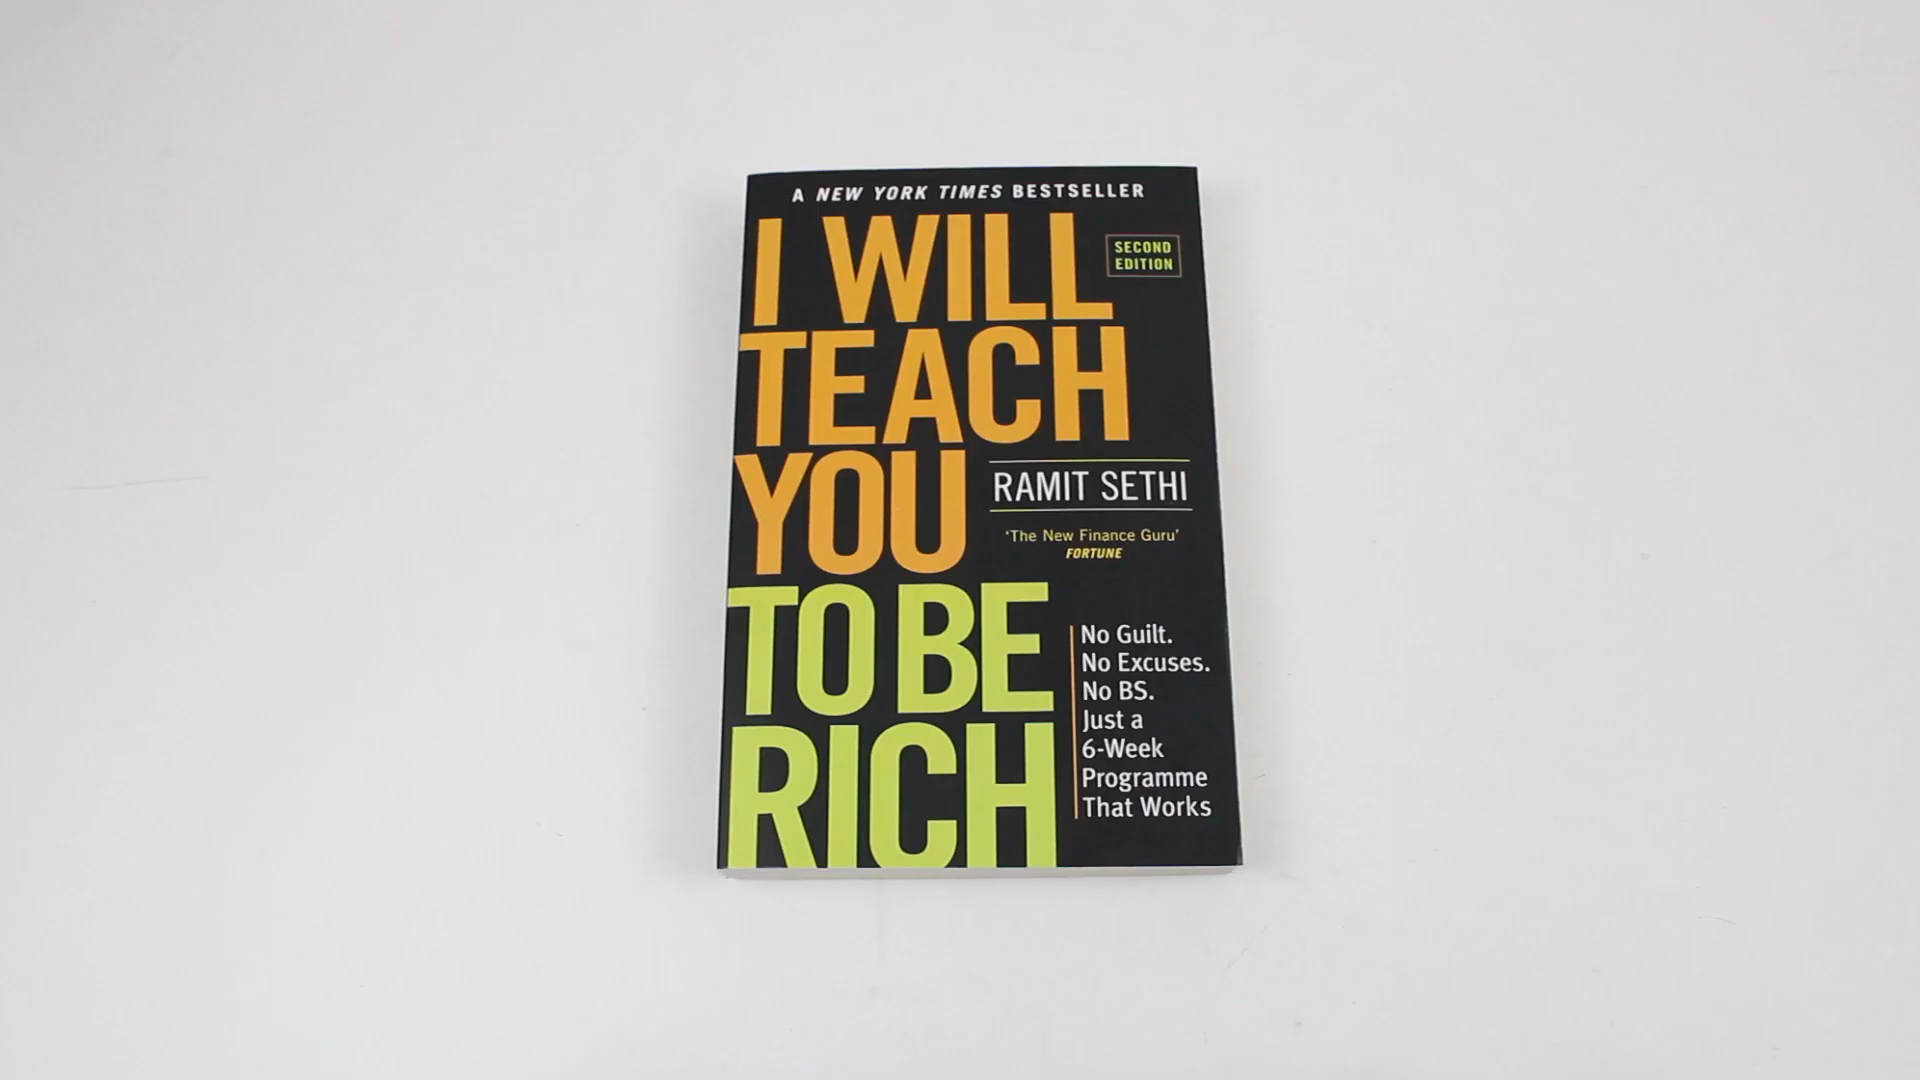 A NEW YORK TIMES BESTSELLER
I WILL
SECOND
EDITION
TEACH
YOU
RAMIT SETHI
'The New Finance Guru'
FORTUNE
TO BE
RICH
No Guilt.
No Excuses.
No BS.
Just a
6-Week
Programme
That Works